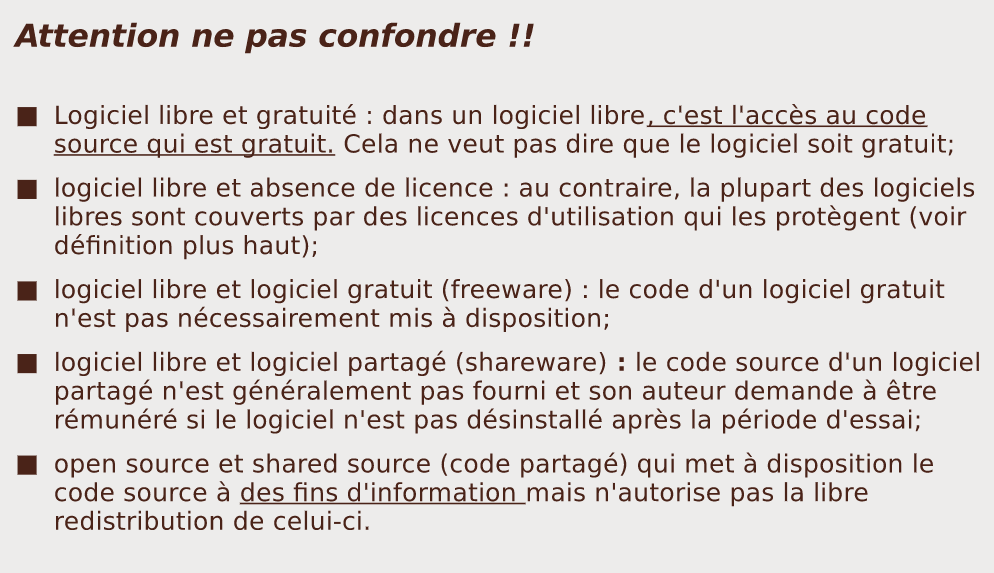 Attention ne pas confondre !!
■ Logiciel libre et gratuité : dans un logiciel libre, c'est l'accès au code
source qui est gratuit. Cela ne veut pas dire que le logiciel soit gratuit;
■ logiciel libre et absence de licence : au contraire, la plupart des logiciels
libres sont couverts par des licences d'utilisation qui les protègent (voir
définition plus haut);
■ logiciel libre et logiciel gratuit (freeware) : le code d'un logiciel gratuit
n'est pas nécessairement mis à disposition;
■ logiciel libre et logiciel partagé (shareware) : le code source d'un logiciel
partagé n'est généralement pas fourni et son auteur demande à être
rémunéré si le logiciel n'est pas désinstallé après la période d'essai;
■ open source et shared source (code partagé) qui met à disposition le
code source à des fins d'information mais n'autorise pas la libre
redistribution de celui-ci.